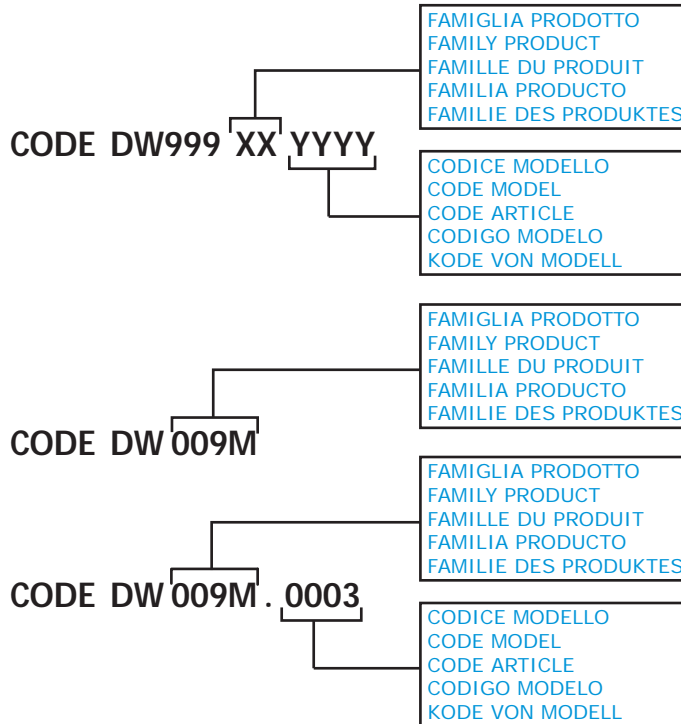 FAMIGLIA PRODOTTO
FAMILY PRODUCT
FAMILLE DU PRODUIT
FAMILIA PRODUCTO
FAMILIE DES PRODUKTES
CODE DW999 XX YYYY
CODICE MODELLO
CODE MODEL
CODE ARTICLE
CODIGO MODELO
KODE VON MODELL
FAMIGLIA PRODOTTO
FAMILY PRODUCT
FAMILLE DU PRODUIT
FAMILIA PRODUCTO
FAMILIE DES PRODUKTES
CODE DW 009M
FAMIGLIA PRODOTTO
FAMILY PRODUCT
FAMILLE DU PRODUIT
FAMILIA PRODUCTO
FAMILIE DES PRODUKTES
CODE DW 009M . 0003
CODICE MODELLO
CODE MODEL
CODE ARTICLE
CODIGO MODELO
KODE VON MODELL